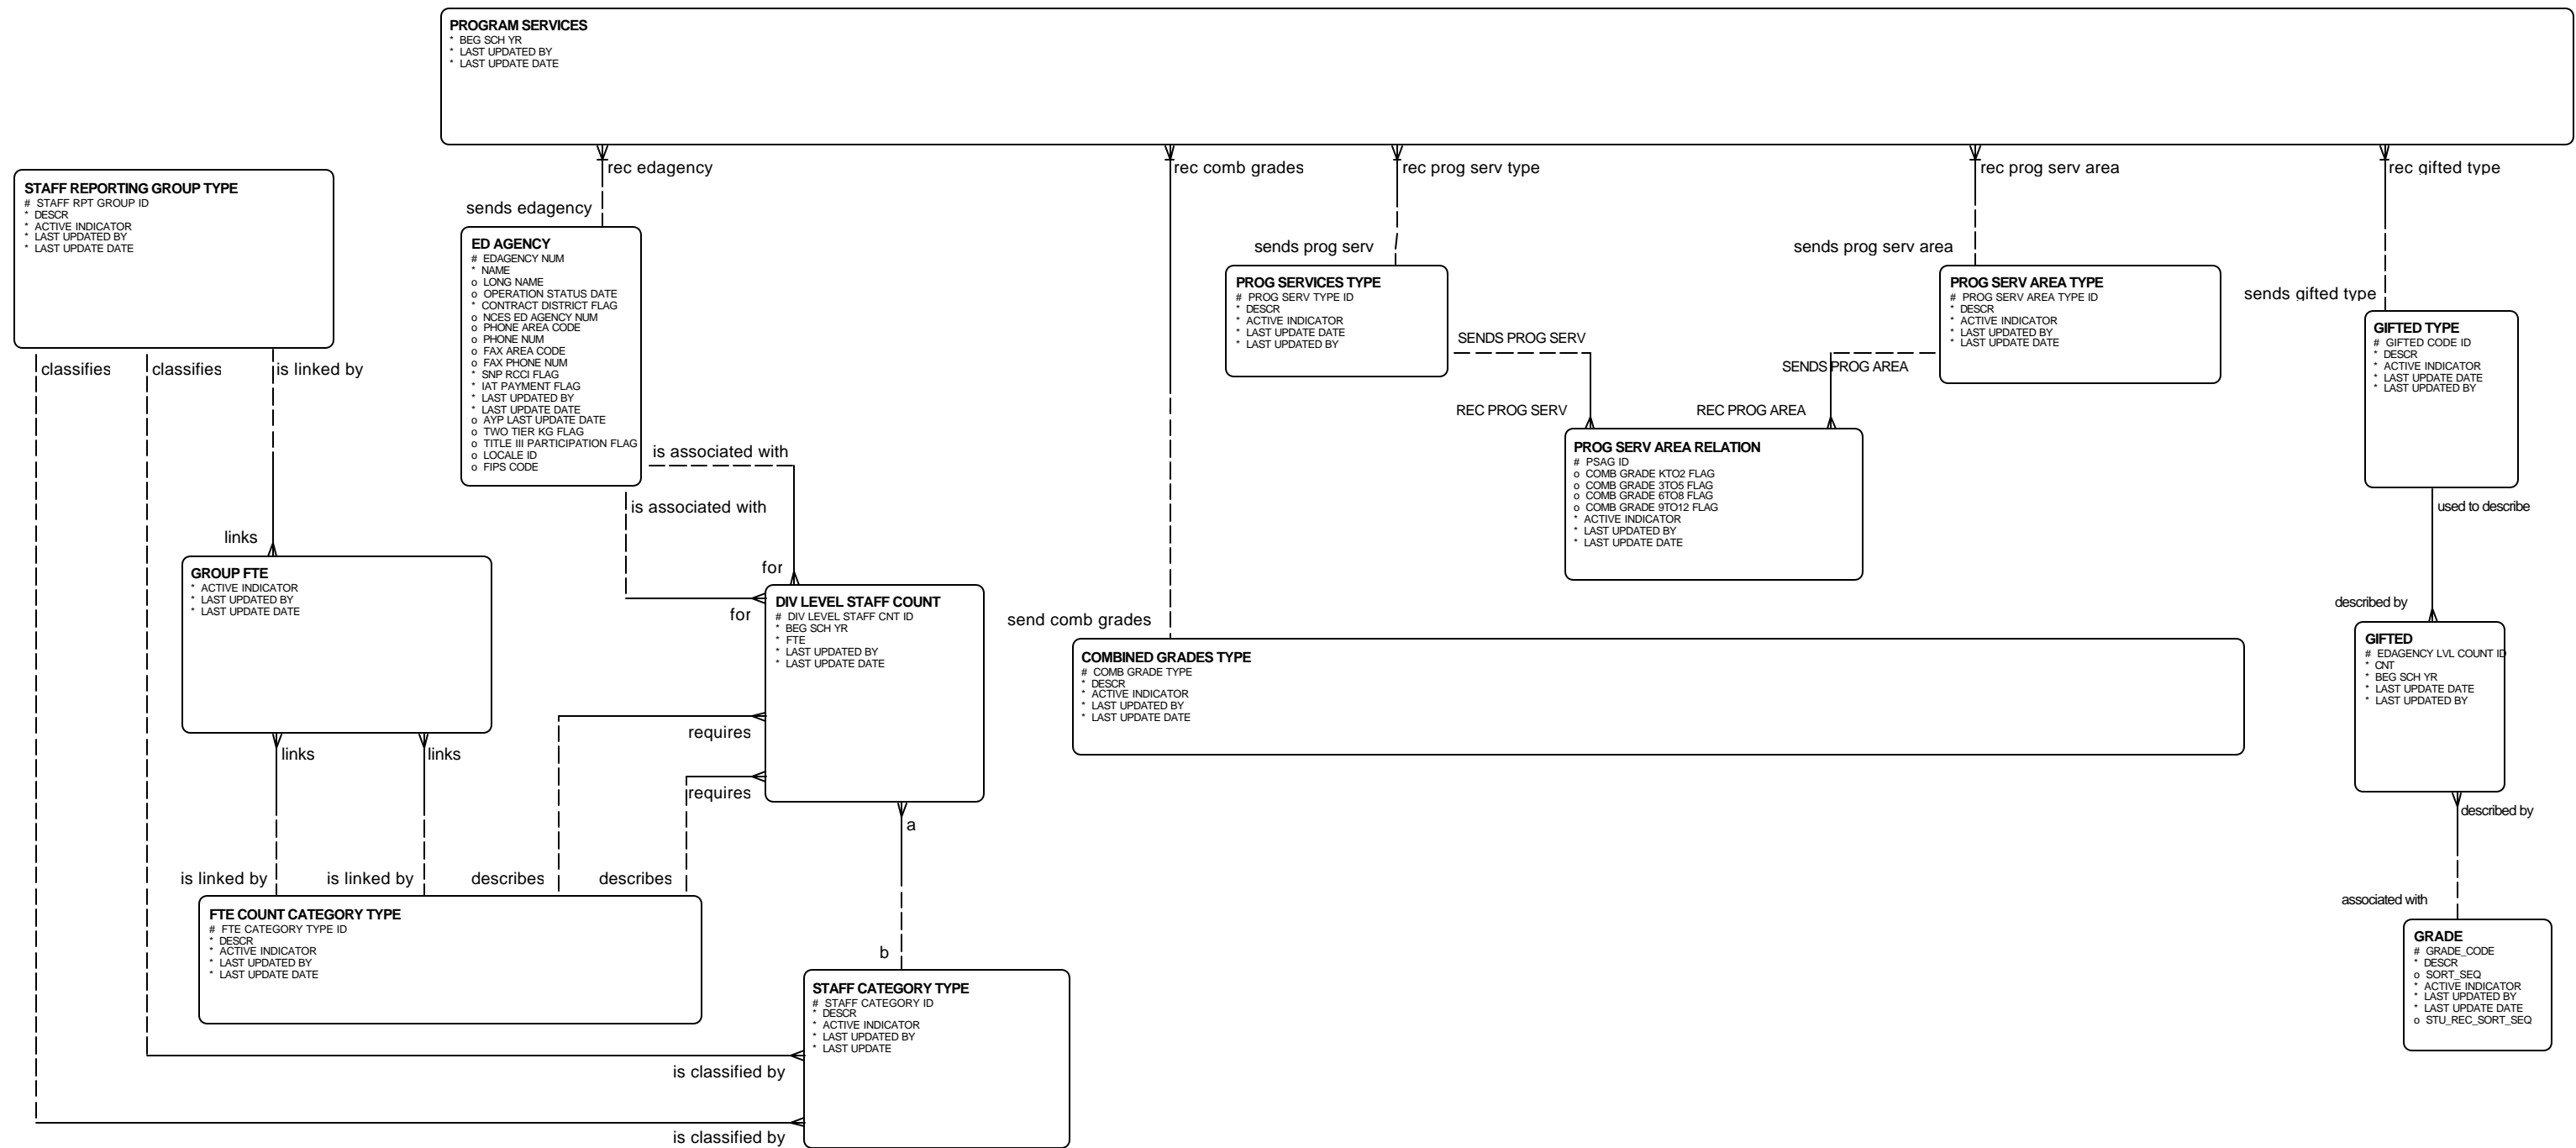 PROGRAM SERVICES
* BEG SCH YR
* LAST UPDATED BY
* LAST UPDATE DATE
rec edagency
rec comb grades
rec prog serv type
rec prog serv area
rec gifted type
STAFF REPORTING GROUP TYPE
# STAFF RPT GROUP ID
* DESCR
* ACTIVE INDICATOR
* LAST UPDATED BY
* LAST UPDATE DATE
sends edagency
ED AGENCY
# EDAGENCY NUM
* NAME
o LONG NAME
o OPERATION STATUS DATE
* CONTRACT DISTRICT FLAG
o NCES ED AGENCY NUM
o PHONE AREA CODE
o PHONE NUM
o FAX AREA CODE
o FAX PHONE NUM
* SNP RCCI FLAG
* IAT PAYMENT FLAG
* LAST UPDATED BY
* LAST UPDATE DATE
o AYP LAST UPDATE DATE
o TWO TIER KG FLAG
o TITLE III PARTICIPATION FLAG
o LOCALE ID
o FIPS CODE
sends prog serv
PROG SERVICES TYPE
# PROG SERV TYPE ID
* DESCR
* ACTIVE INDICATOR
* LAST UPDATE DATE
* LAST UPDATED BY
sends prog serv area
PROG SERV AREA TYPE
# PROG SERV AREA TYPE ID
* DESCR
* ACTIVE INDICATOR
* LAST UPDATED BY
* LAST UPDATE DATE
sends gifted type
GIFTED TYPE
# GIFTED CODE ID
* DESCR
* ACTIVE INDICATOR
* LAST UPDATE DATE
* LAST UPDATED BY
SENDS PROG SERV
SENDS PROG AREA
REC PROG SERV
REC PROG AREA
PROG SERV AREA RELATION
# PSAG ID
o COMB GRADE KTO2 FLAG
o COMB GRADE 3TO5 FLAG
o COMB GRADE 6TO8 FLAG
o COMB GRADE 9TO12 FLAG
* ACTIVE INDICATOR
* LAST UPDATED BY
* LAST UPDATE DATE
classifies
classifies
is linked by
is associated with
is associated with
used to describe
links
for
for
GROUP FTE
* ACTIVE INDICATOR
* LAST UPDATED BY
* LAST UPDATE DATE
DIV LEVEL STAFF COUNT
# DIV LEVEL STAFF CNT ID
* BEG SCH YR
* FTE
* LAST UPDATED BY
* LAST UPDATE DATE
send comb grades
COMBINED GRADES TYPE
# COMB GRADE TYPE
* DESCR
* ACTIVE INDICATOR
* LAST UPDATED BY
* LAST UPDATE DATE
described by
GIFTED
# EDAGENCY LVL COUNT ID
* CNT
* BEG SCH YR
* LAST UPDATE DATE
* LAST UPDATED BY
links
links
requires
requires
a
described by
is linked by
is linked by
describes
describes
FTE COUNT CATEGORY TYPE
# FTE CATEGORY TYPE ID
* DESCR
* ACTIVE INDICATOR
* LAST UPDATED BY
* LAST UPDATE DATE
b
STAFF CATEGORY TYPE
# STAFF CATEGORY ID
* DESCR
* ACTIVE INDICATOR
* LAST UPDATED BY
* LAST UPDATE
associated with
GRADE
# GRADE_CODE
* DESCR
o SORT_SEQ
* ACTIVE INDICATOR
* LAST UPDATED BY
* LAST UPDATE DATE
o STU_REC_SORT_SEQ
is classified by
is classified by